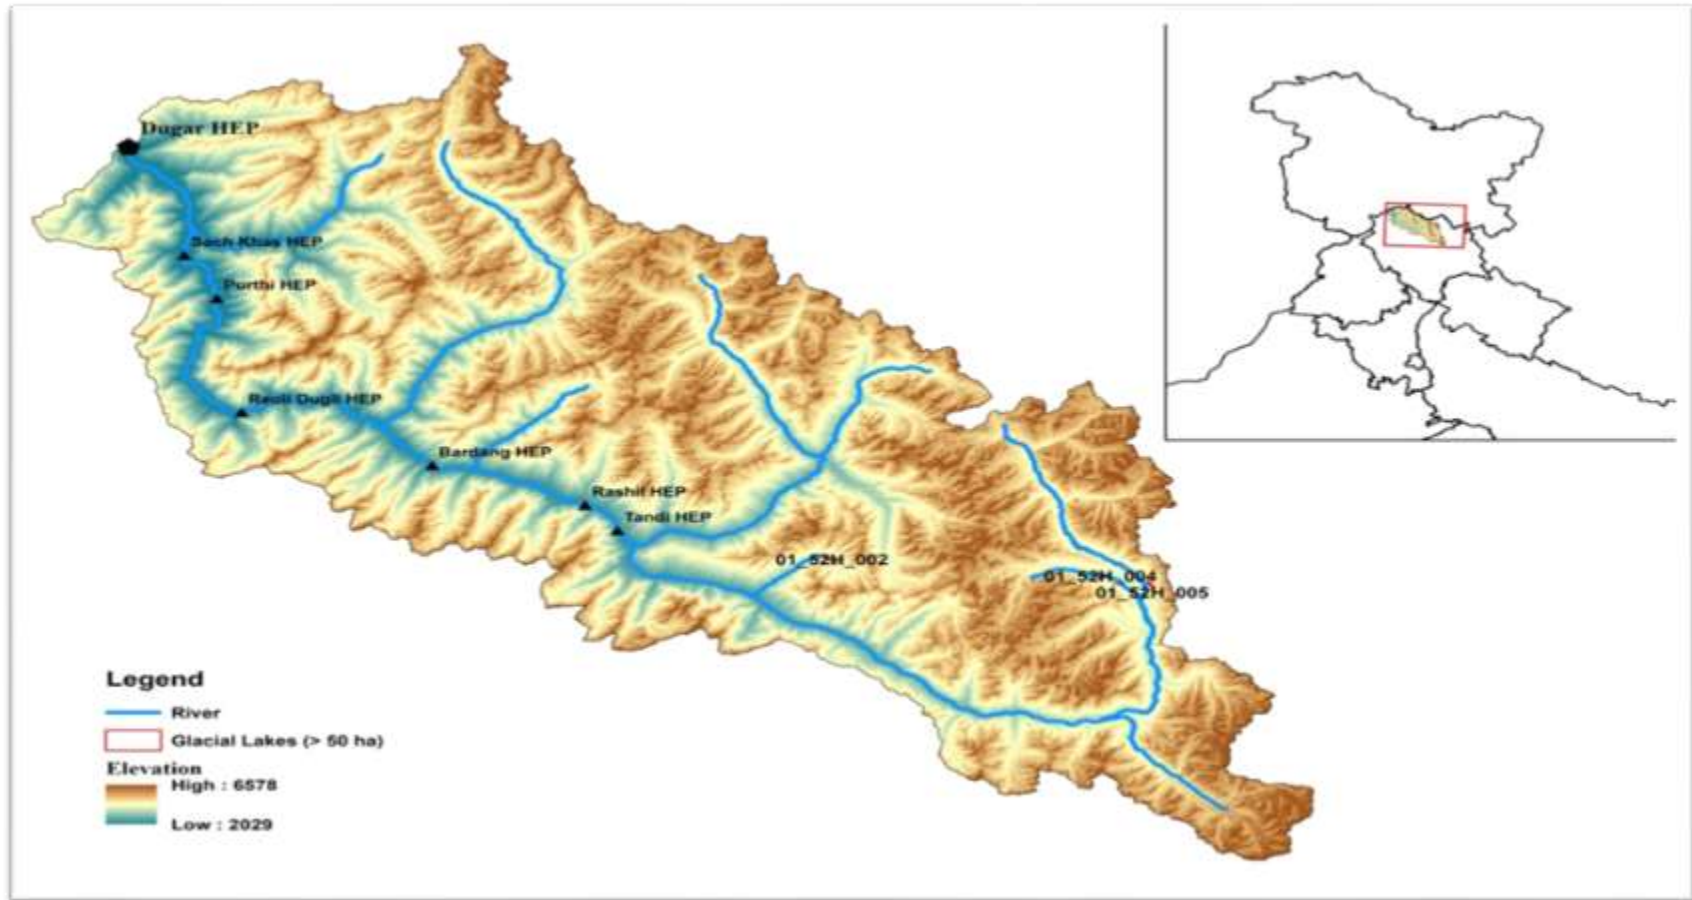 Dugar HEP
Sach Khas HEP
Purthi HEP
Reoli Dugli HEP
Bardang HEP
Rashil HEP
Tandi HEP
01_52H_002
01_52H_004
01_52H_005
Legend
River
Glacial Lakes (> 50 ha)
Elevation
High : 6578
Low : 2029